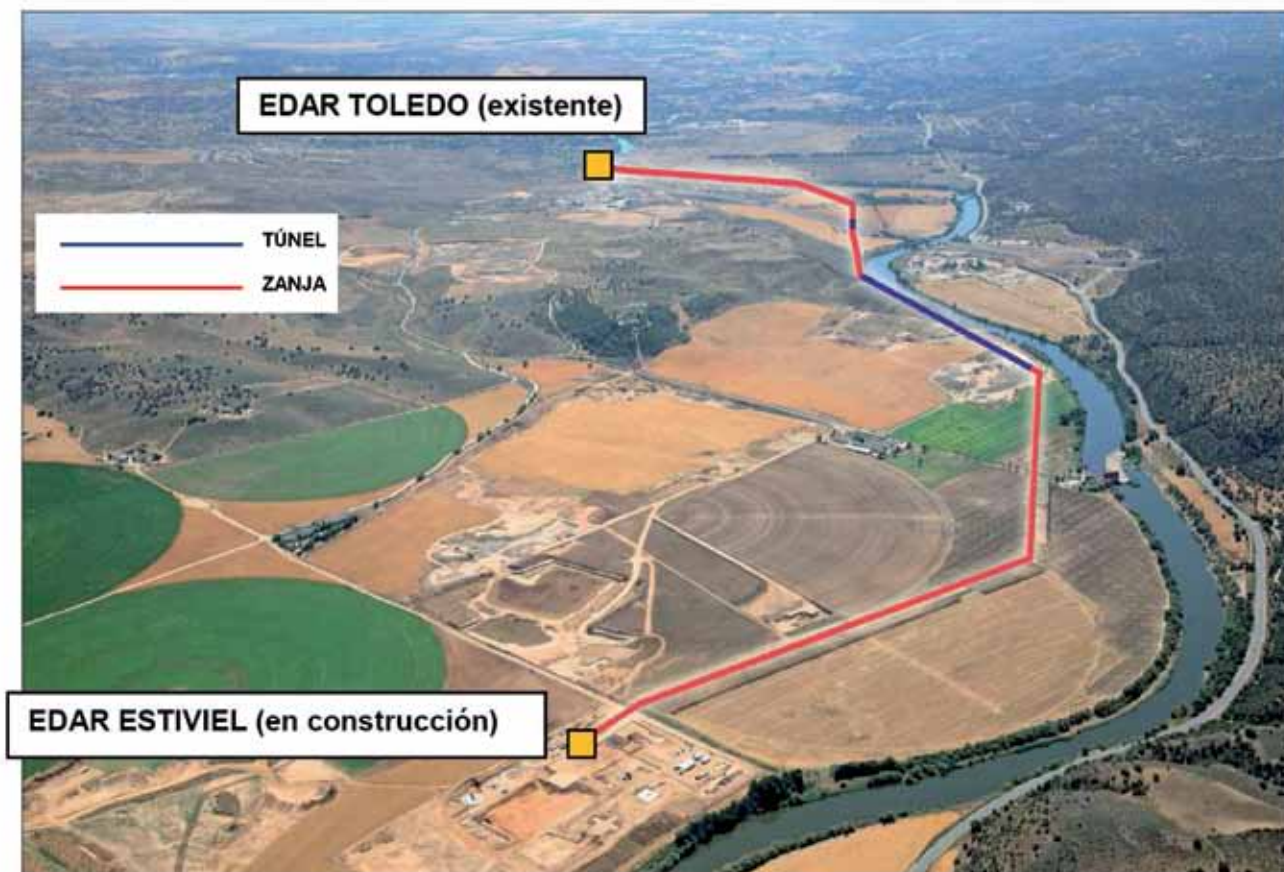 EDAR TOLEDO (existente)
TÚNEL
ZANJA
EDAR ESTIVIEL (en construcción)